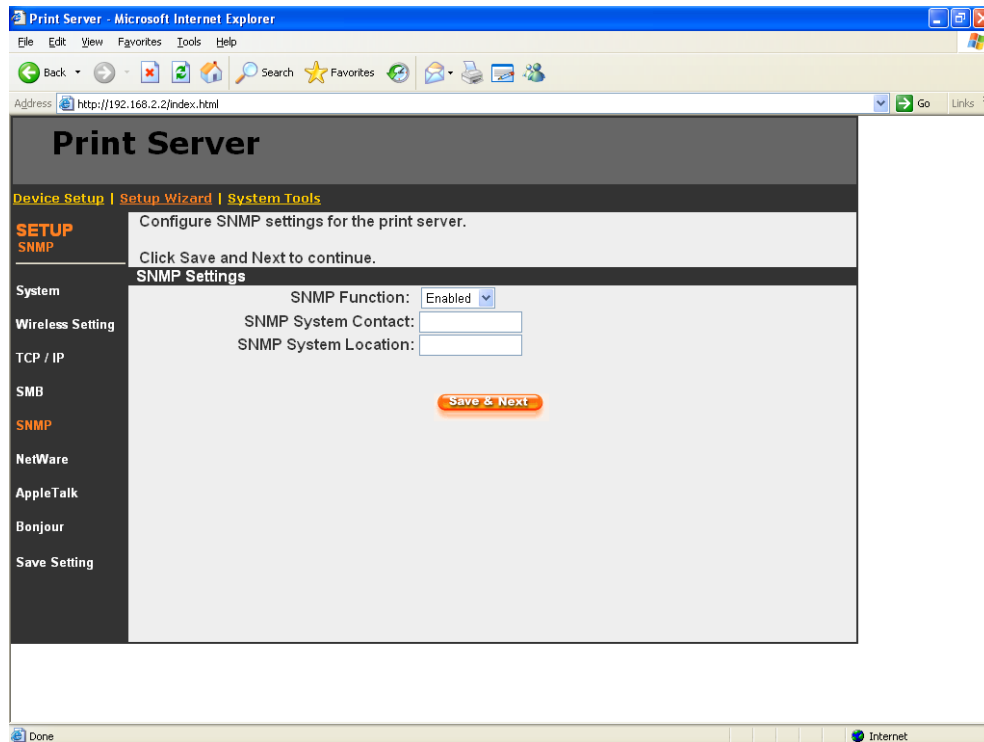 Print Server - Microsoft Internet Explorer
File Edit View Favorites Tools Help
Back Search Favorites
Address http://192.168.2.2/index.html Go Links
Print Server
Device Setup | Setup Wizard | System Tools
SETUP
SNMP
System
Wireless Setting
TCP / IP
SMB
SNMP
NetWare
AppleTalk
Bonjour
Save Setting
Configure SNMP settings for the print server.
Click Save and Next to continue.
SNMP Settings
SNMP Function: Enabled
SNMP System Contact:
SNMP System Location:
Save & Next
Done Internet